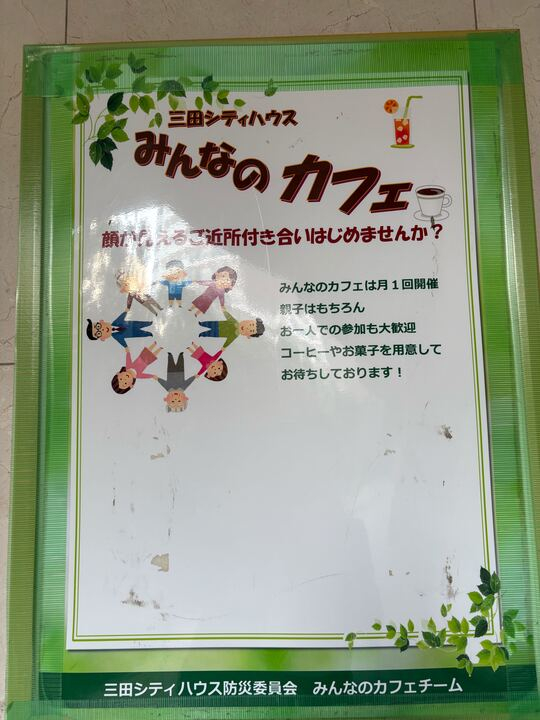 三田シティハウス
みんなの カフェ
顔が見えるご近所付き合いはじめませんか？
みんなのカフェは月１回開催
親子はもちろん
お一人での参加も大歓迎
コーヒーやお菓子を用意して
お待ちしております！
三田シティハウス防災委員会　みんなのカフェチーム